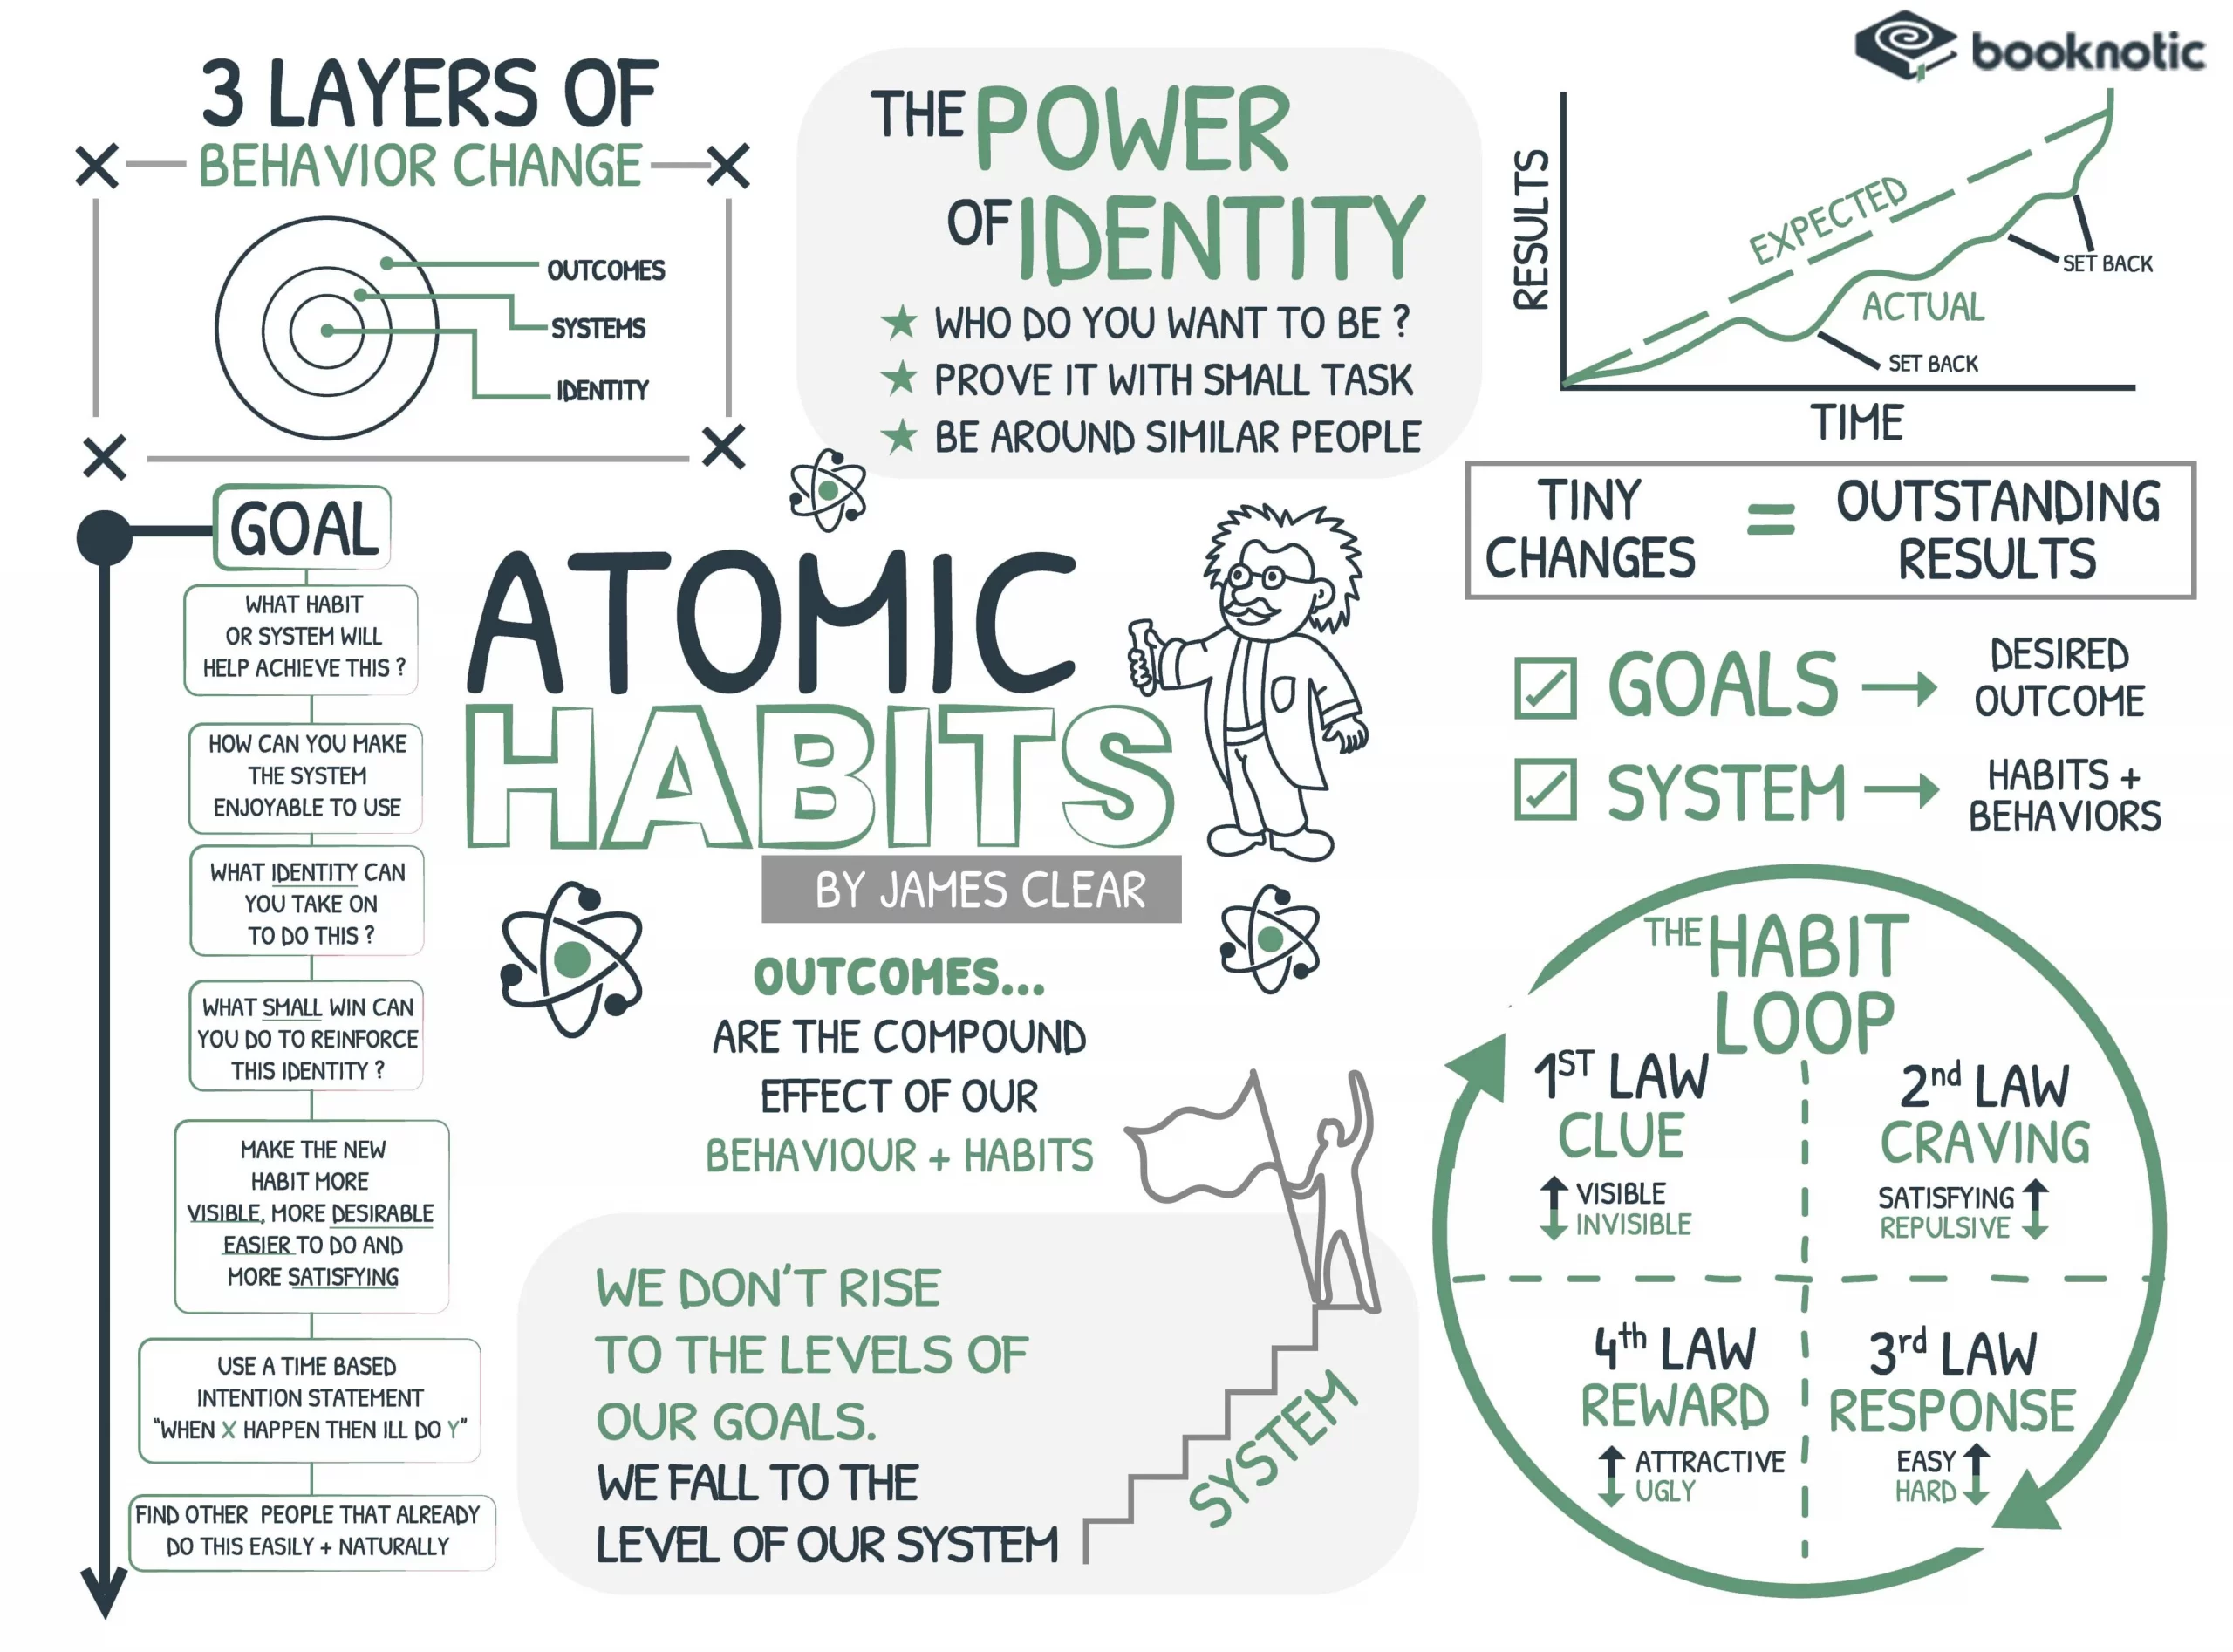 booknotic
3 LAYERS OF
BEHAVIOR CHANGE
OUTCOMES
SYSTEMS
IDENTITY
THE POWER
OF IDENTITY
WHO DO YOU WANT TO BE ?
PROVE IT WITH SMALL TASK
BE AROUND SIMILAR PEOPLE
RESULTS
EXPECTED
ACTUAL
SET BACK
SET BACK
TIME
TINY
CHANGES
=
OUTSTANDING
RESULTS
GOALS → DESIRED
OUTCOME
SYSTEM → HABITS +
BEHAVIORS
GOAL
WHAT HABIT
OR SYSTEM WILL
HELP ACHIEVE THIS ?
HOW CAN YOU MAKE
THE SYSTEM
ENJOYABLE TO USE
WHAT IDENTITY CAN
YOU TAKE ON
TO DO THIS ?
WHAT SMALL WIN CAN
YOU DO TO REINFORCE
THIS IDENTITY ?
MAKE THE NEW
HABIT MORE
VISIBLE, MORE DESIRABLE
EASIER TO DO AND
MORE SATISFYING
USE A TIME BASED
INTENTION STATEMENT
"WHEN X HAPPEN THEN ILL DO Y"
FIND OTHER PEOPLE THAT ALREADY
DO THIS EASILY + NATURALLY
ATOMIC
HABITS
BY JAMES CLEAR
OUTCOMES...
ARE THE COMPOUND
EFFECT OF OUR
BEHAVIOUR + HABITS
WE DON'T RISE
TO THE LEVELS OF
OUR GOALS.
WE FALL TO THE
LEVEL OF OUR SYSTEM
SYSTEM
THE HABIT
LOOP
1ST LAW
CLUE
VISIBLE
INVISIBLE
2nd LAW
CRAVING
SATISFYING
REPULSIVE
4th LAW
REWARD
ATTRACTIVE
UGLY
3rd LAW
RESPONSE
EASY
HARD